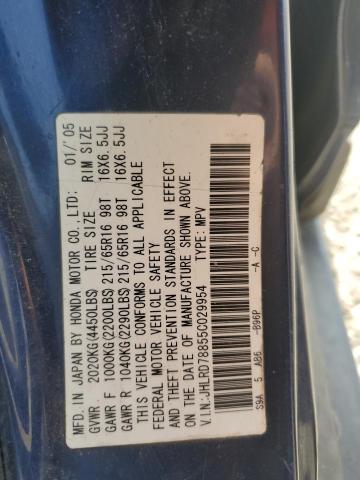 MFD. IN JAPAN BY HONDA MOTOR CO., LTD: 01/'05
GVWR 2020KG(4450LBS) TIRE SIZE RIM SIZE
GAWR F 1000KG(2200LBS) 215/65R16 98T 16X6.5JJ
GAWR R 1040KG(2290LBS) 215/65R16 98T 16X6.5JJ
THIS VEHICLE CONFORMS TO ALL APPLICABLE
FEDERAL MOTOR VEHICLE SAFETY
AND THEFT PREVENTION STANDARDS IN EFFECT
ON THE DATE OF MANUFACTURE SHOWN ABOVE.
V.I.N: JHLRD78855C029954 TYPE: MPV
S9A 5 A86 -B96P -A -C